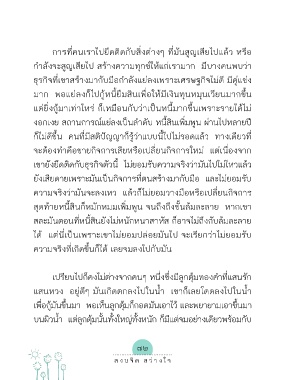 การที่คนเราไปยึดติดกับสิ่งต่างๆ ที่มันสูญเสียไปแล้ว หรือ
กำลังจะสูญเสียไป สร้างความทุกข์ให้แก่เรามาก มีบางคนพบว่า
ธุรกิจที่เขาสร้างมากับมือกำลังแย่เพราะเศรษฐกิจไม่ดี มีคู่แข่ง
มาก พอแย่ลงก็ไปกู้หนี้ยืมสินเพื่อให้มีเงินทุนหมุนเวียนมากขึ้น
แต่ยิ่งกู้มาเท่าไหร่ ก็เหมือนกับว่าเป็นหนี้มากขึ้นเพราะรายได้ไม่
งอกเงย สถานการณ์แย่ลงเป็นลำดับ หนี้สินเพิ่มพูน ผ่านไปหลายปี
ก็ไม่ดีขึ้น คนที่มีสติปัญญาก็รู้ว่าแบบนี้ไปไม่รอดแล้ว ทางเดียวที่
จะต้องทำคือขายกิจการเสียหรือเปลี่ยนกิจการใหม่ แต่เนื่องจาก
เขายังยึดติดกับธุรกิจตัวนี้ ไม่ยอมรับความจริงว่ามันไปไม่ไหวแล้ว
ยังเสียดายเพราะมันเป็นกิจการที่ตนสร้างมากับมือ และไม่ยอมรับ
ความจริงว่ามันจะลงเหว แล้วก็ไม่ยอมวางมือหรือเปลี่ยนกิจการ
สุดท้ายหนี้สินก็หมักหมมเพิ่มพูน จนถึงถึงขั้นล้มละลาย หากเขา
สละมันตอนที่หนี้สินยังไม่หนักหนาสาหัส ก็อาจไม่ถึงกับล้มละลาย
ได้ แต่นี่เป็นเพราะเขาไม่ยอมปล่อยมันไป จะเรียกว่าไม่ยอมรับ
ความจริงที่เกิดขึ้นก็ได้ เลยจมลงไปกับมัน
เปรียบไปก็คงไม่ต่างจากคนๆ หนึ่งซึ่งมีลูกตุ้มทองคำที่แสนรัก
แสนหวง อยู่ดีๆ มันเกิดตกลงไปในน้ำ เขาก็เลยโดดลงไปในน้ำ
เพื่อกู้มันขึ้นมา พอเห็นลูกตุ้มก็กอดมันเอาไว้ และพยายามเอาขึ้นมา
บนผิวน้ำ แต่ลูกตุ้มนั้นทั้งใหญ่ทั้งหนัก ก็มีแต่จมอย่างเดียวพร้อมกับ
สงบจิต สว่างใจ